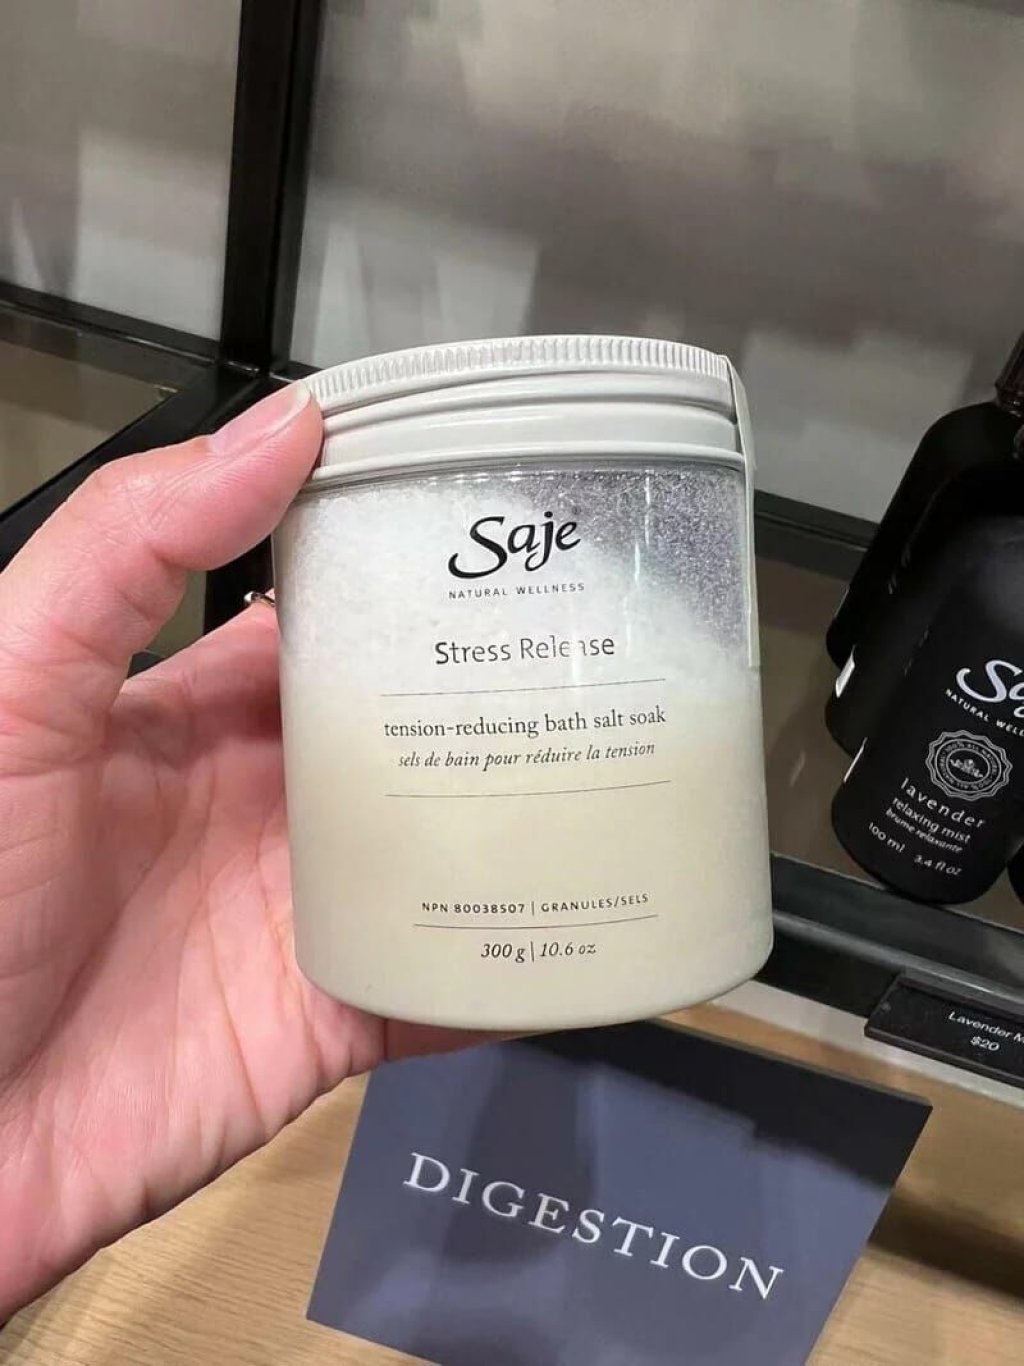 Saje
NATURAL WELLNESS
Stress Release
tension-reducing bath salt soak
sels de bain pour réduire la tension
NPN 80038507 | GRANULES/SELS
300 g | 10.6 oz
NATURAL
lavender
relaxing mist
brume relaxante
100 ml 3.4 fl oz
Lavender
$20
DIGESTION